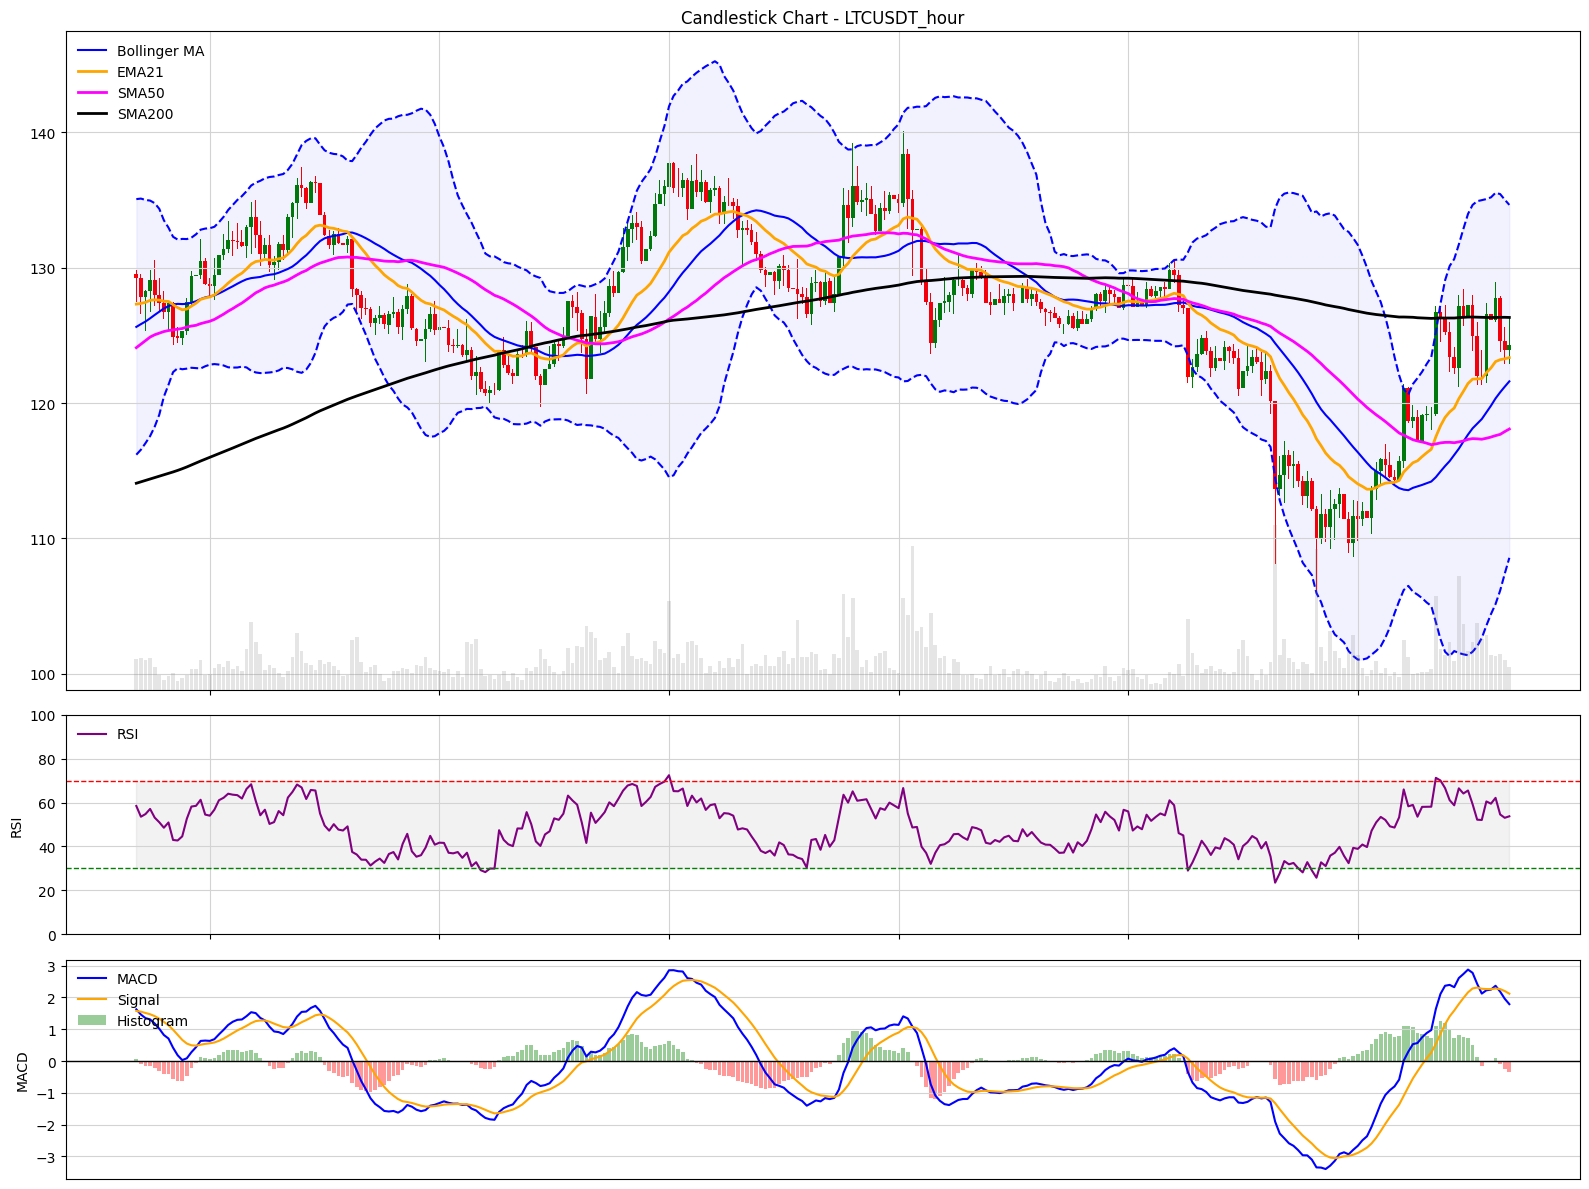 Candlestick Chart - LTCUSDT_hour
Bollinger MA
EMA21
SMA50
SMA200
140
130
120
110
100
100
80
60
40
20
0
RSI
RSI
3
2
1
0
−1
−2
−3
MACD
MACD
Signal
Histogram